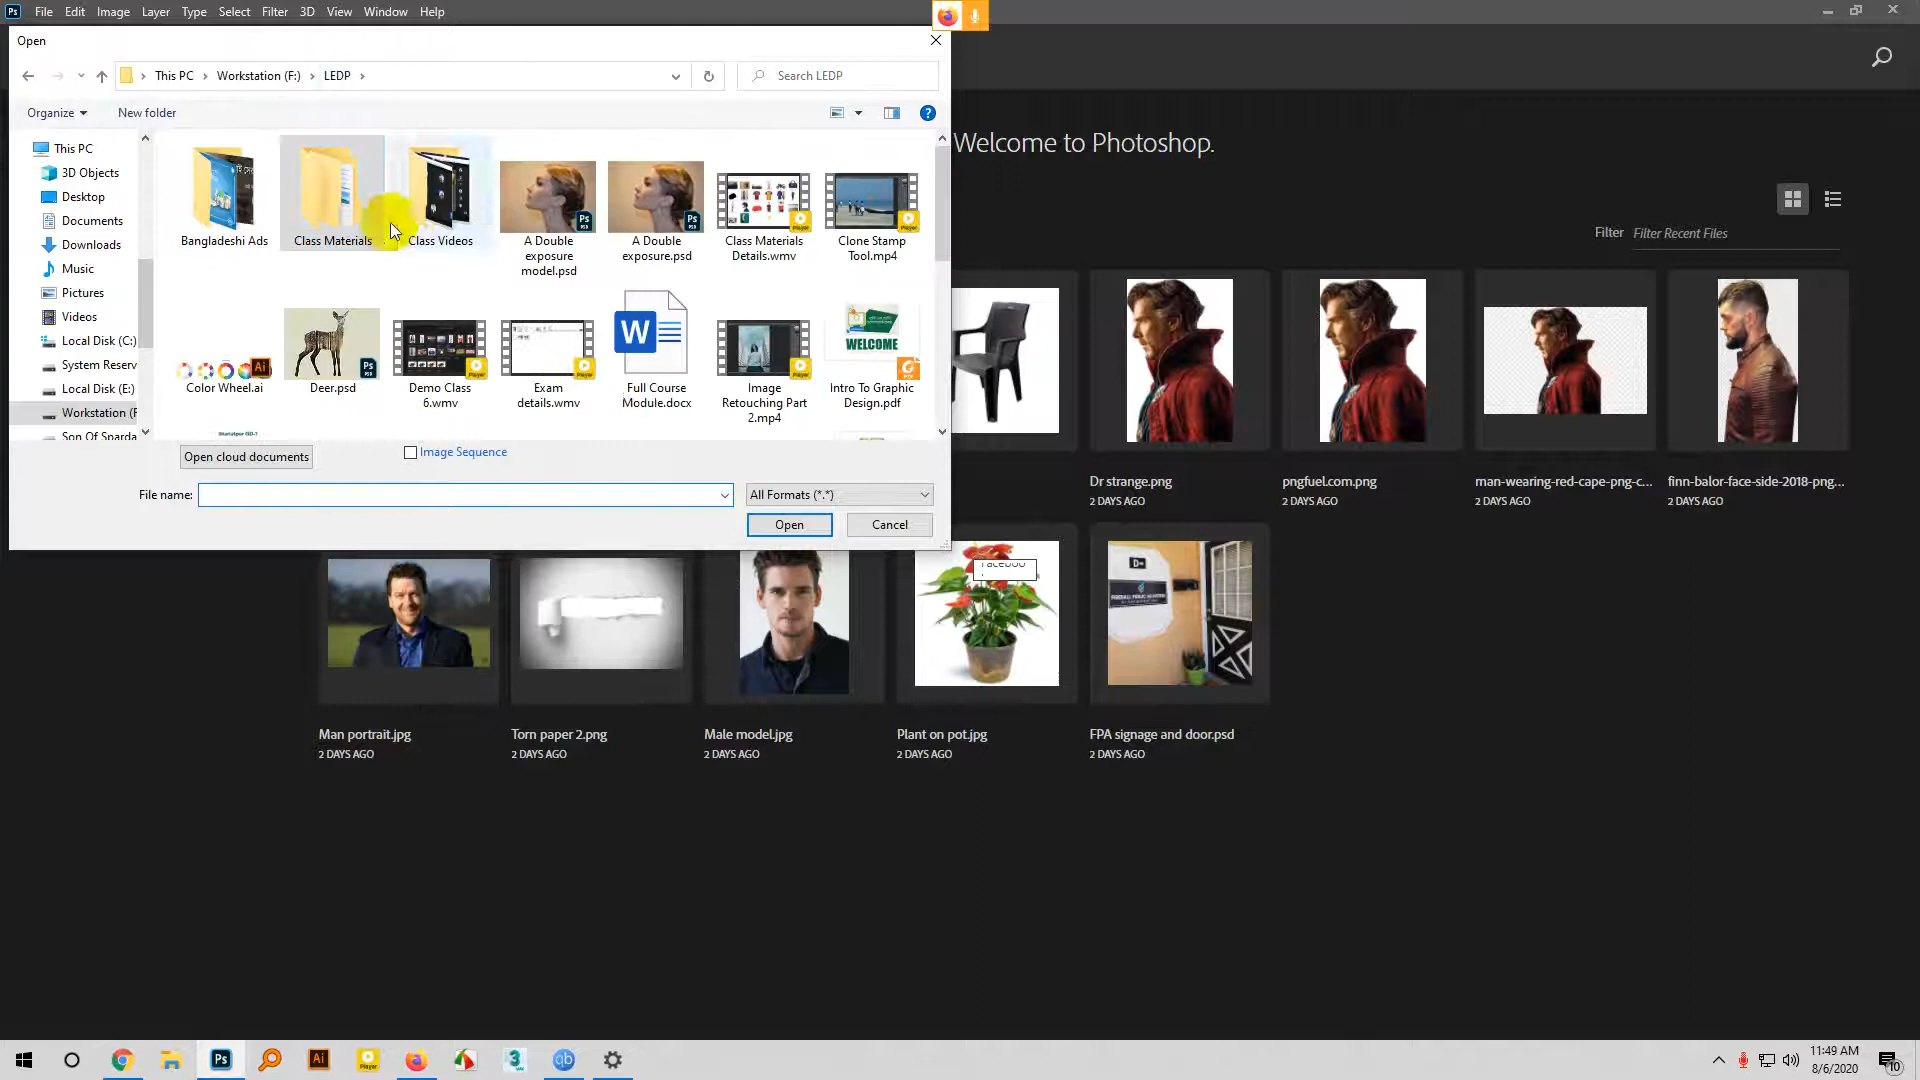 Ps File Edit Image Layer Type Select Filter 3D View Window Help
Open
This PC Workstation (F:) LEDP
Search LEDP
Organize New folder
This PC
3D Objects
Desktop
Documents
Downloads
Music
Pictures
Videos
Local Disk (C:)
System Reserv
Local Disk (E:)
Workstation (F
Son Of Sparda
Bangladeshi Ads
Class Materials
Class Videos
A Double
exposure
model.psd
A Double
exposure.psd
Class Materials
Details.wmv
Clone Stamp
Tool.mp4
Color Wheel.ai
Deer.psd
Demo Class
6.wmv
Exam
details.wmv
Full Course
Module.docx
Image
Retouching Part
2.mp4
WELCOME
Intro To Graphic
Design.pdf
Open cloud documents
Image Sequence
File name:
All Formats (*.*)
Open
Cancel
Welcome to Photoshop.
Filter Filter Recent Files
Dr strange.png
2 DAYS AGO
pngfuel.com.png
2 DAYS AGO
man-wearing-red-cape-png-c...
2 DAYS AGO
finn-balor-face-side-2018-png...
2 DAYS AGO
Man portrait.jpg
2 DAYS AGO
Torn paper 2.png
2 DAYS AGO
Male model.jpg
2 DAYS AGO
Plant on pot.jpg
2 DAYS AGO
FPA signage and door.psd
2 DAYS AGO
11:49 AM
8/6/2020